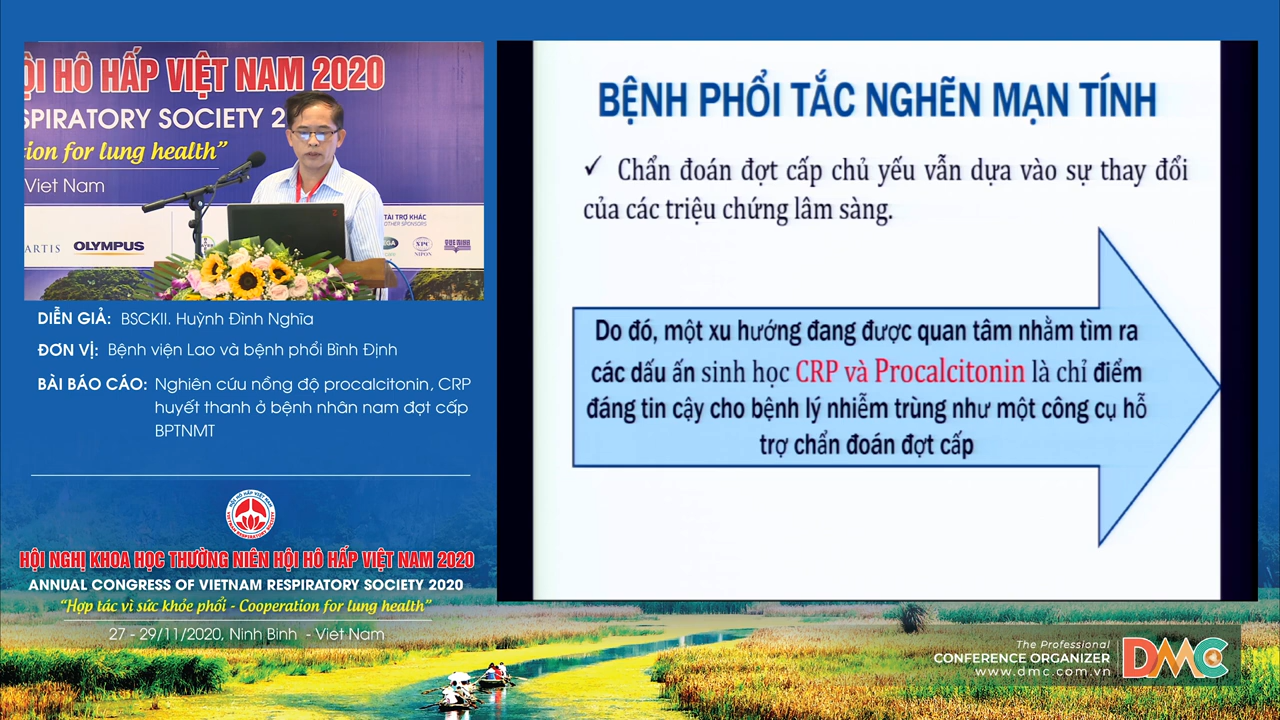 ỘI HÔ HẤP VIỆT NAM 2020
SPIRATORY SOCIETY 2
tion for lung health”
Viet Nam
TÀI TRỢ KHÁC
OTHER SPONSORS
ARTIS
OLYMPUS
NIPON
DIỄN GIẢ: BSCKII. Huỳnh Đình Nghĩa
ĐƠN VỊ: Bệnh viện Lao và bệnh phổi Bình Định
BÀI BÁO CÁO: Nghiên cứu nồng độ procalcitonin, CRP
huyết thanh ở bệnh nhân nam đợt cấp
BPTNMT
HỘI NGHỊ KHOA HỌC THƯỜNG NIÊN HỘI HÔ HẤP VIỆT NAM 2020
ANNUAL CONGRESS OF VIETNAM RESPIRATORY SOCIETY 2020
“Hợp tác vì sức khỏe phổi - Cooperation for lung health”
27 - 29/11/2020, Ninh Binh - Viet Nam
BỆNH PHỔI TẮC NGHẼN MẠN TÍNH
✓ Chẩn đoán đợt cấp chủ yếu vẫn dựa vào sự thay đổi
của các triệu chứng lâm sàng.
Do đó, một xu hướng đang được quan tâm nhằm tìm ra
các dấu ấn sinh học CRP và Procalcitonin là chỉ điểm
đáng tin cậy cho bệnh lý nhiễm trùng như một công cụ hỗ
trợ chẩn đoán đợt cấp
The Professional
CONFERENCE ORGANIZER
www.dmc.com.vn
DMC